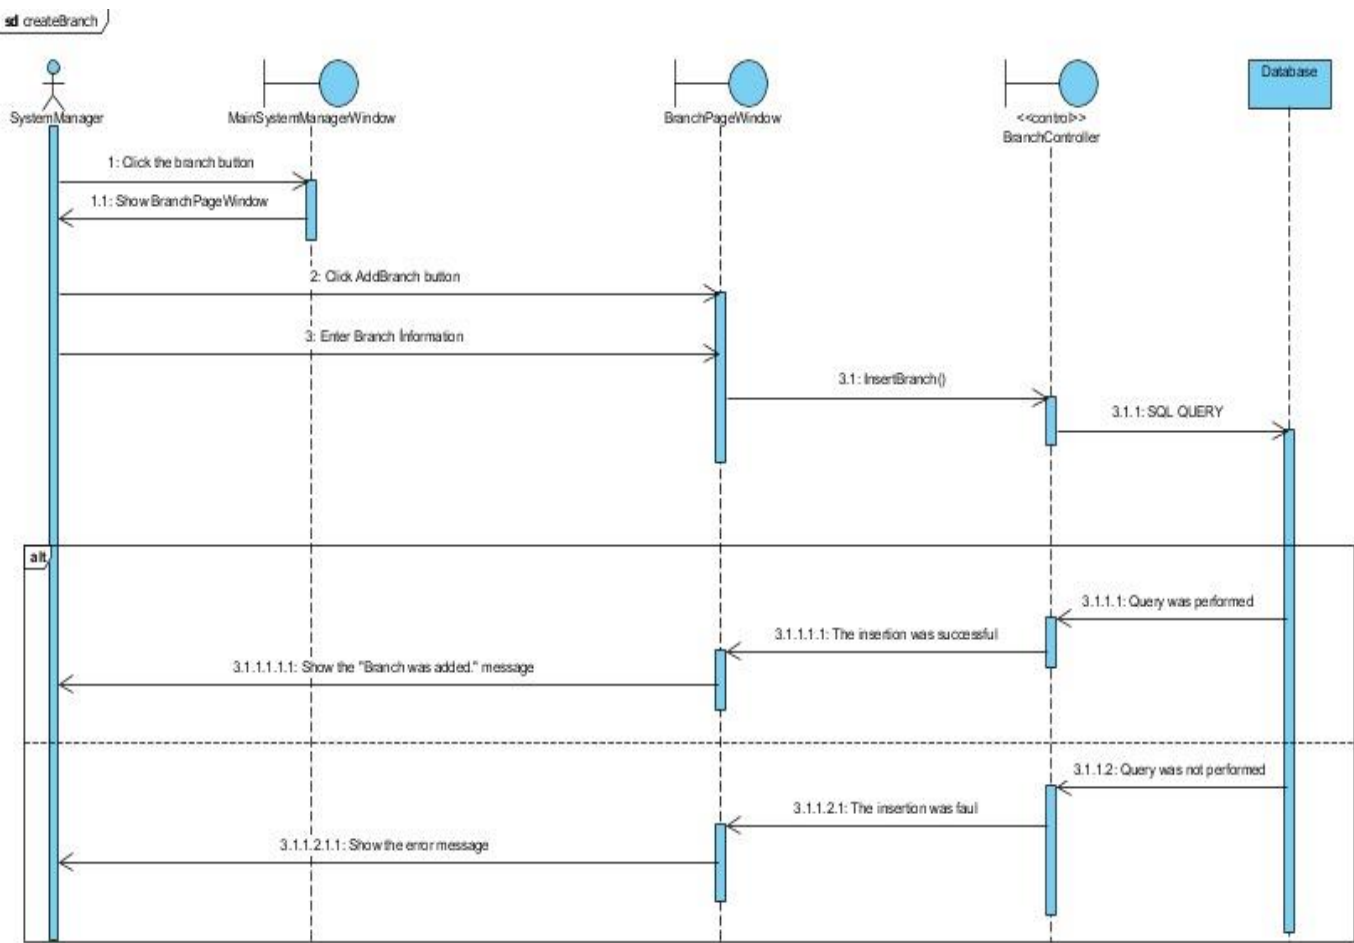 sd createBranch
SystemManager
MainSystemManagerWindow
BranchPageWindow
<<control>>
BranchController
Database
1: Click the branch button
1.1: Show BranchPageWindow
2: Click AddBranch button
3: Enter Branch İnformation
3.1: InsertBranch()
3.1.1: SQL QUERY
alt
3.1.1.1: Query was performed
3.1.1.1.1: The insertion was successful
3.1.1.1.1.1: Show the "Branch was added." message
3.1.1.2: Query was not performed
3.1.1.2.1: The insertion was faul
3.1.1.2.1.1: Show the error message